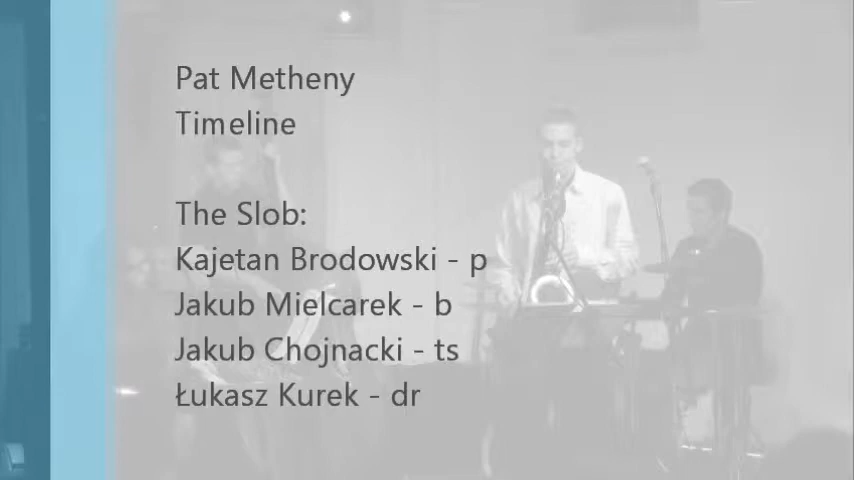 Pat Metheny
Timeline
The Slob:
Kajetan Brodowski - p
Jakub Mielcarek - b
Jakub Chojnacki - ts
Łukasz Kurek - dr